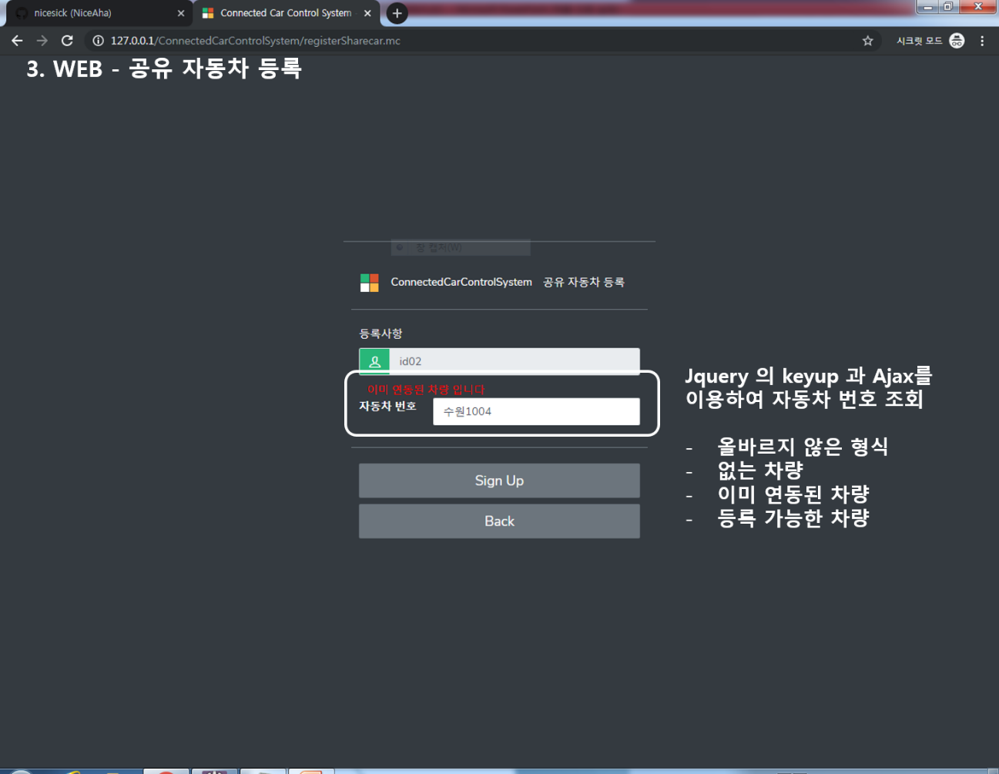 nicesick (NiceAha)
Connected Car Control System
127.0.0.1/ConnectedCarControlSystem/registerSharecar.mc
시크릿 모드
3. WEB - 공유 자동차 등록
창 캡처(W)
ConnectedCarControlSystem 공유 자동차 등록
등록사항
id02
이미 연동된 차량 입니다
자동차 번호
수원1004
Sign Up
Back
Jquery 의 keyup 과 Ajax를
이용하여 자동차 번호 조회
- 올바르지 않은 형식
- 없는 차량
- 이미 연동된 차량
- 등록 가능한 차량